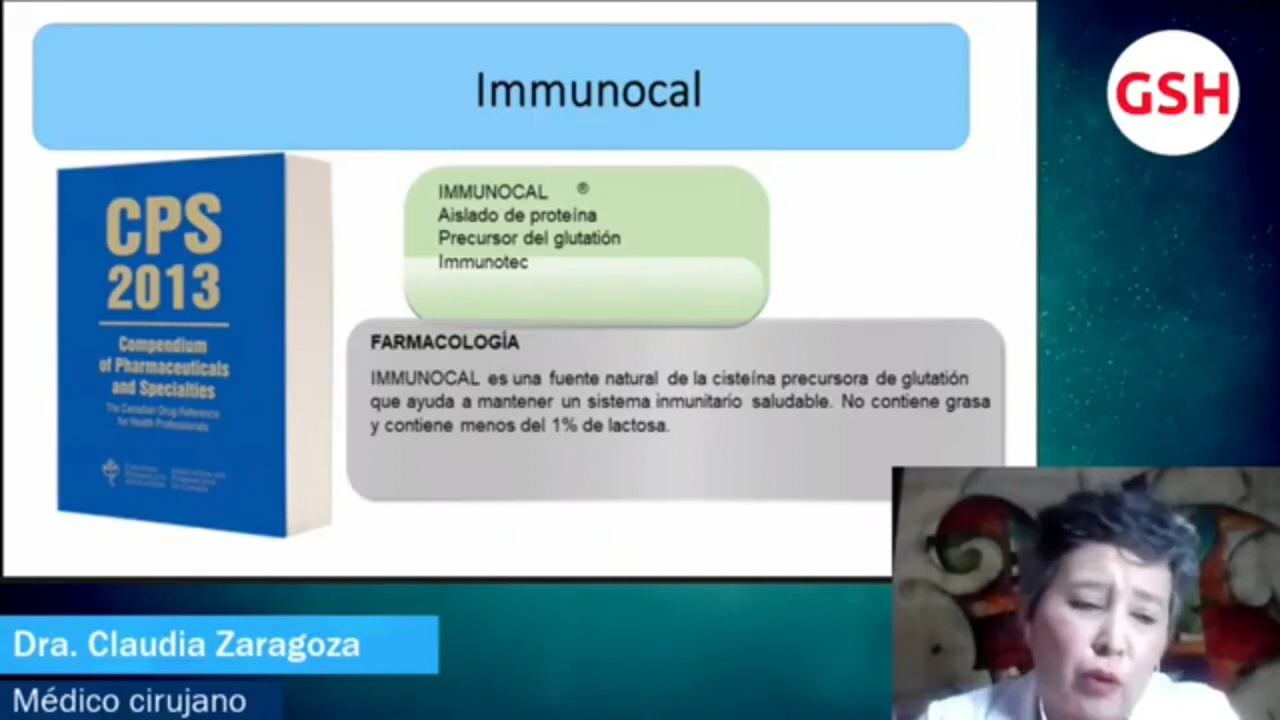 Immunocal
GSH
CPS
2013
Compendium
of Pharmaceuticals
and Specialties
The Canadian Drug Reference
for Health Professionals
IMMUNOCAL ®
Aislado de proteína
Precursor del glutatión
Immunotec
FARMACOLOGÍA
IMMUNOCAL es una fuente natural de la cisteína precursora de glutatión
que ayuda a mantener un sistema inmunitario saludable. No contiene grasa
y contiene menos del 1% de lactosa.
Dra. Claudia Zaragoza
Médico cirujano